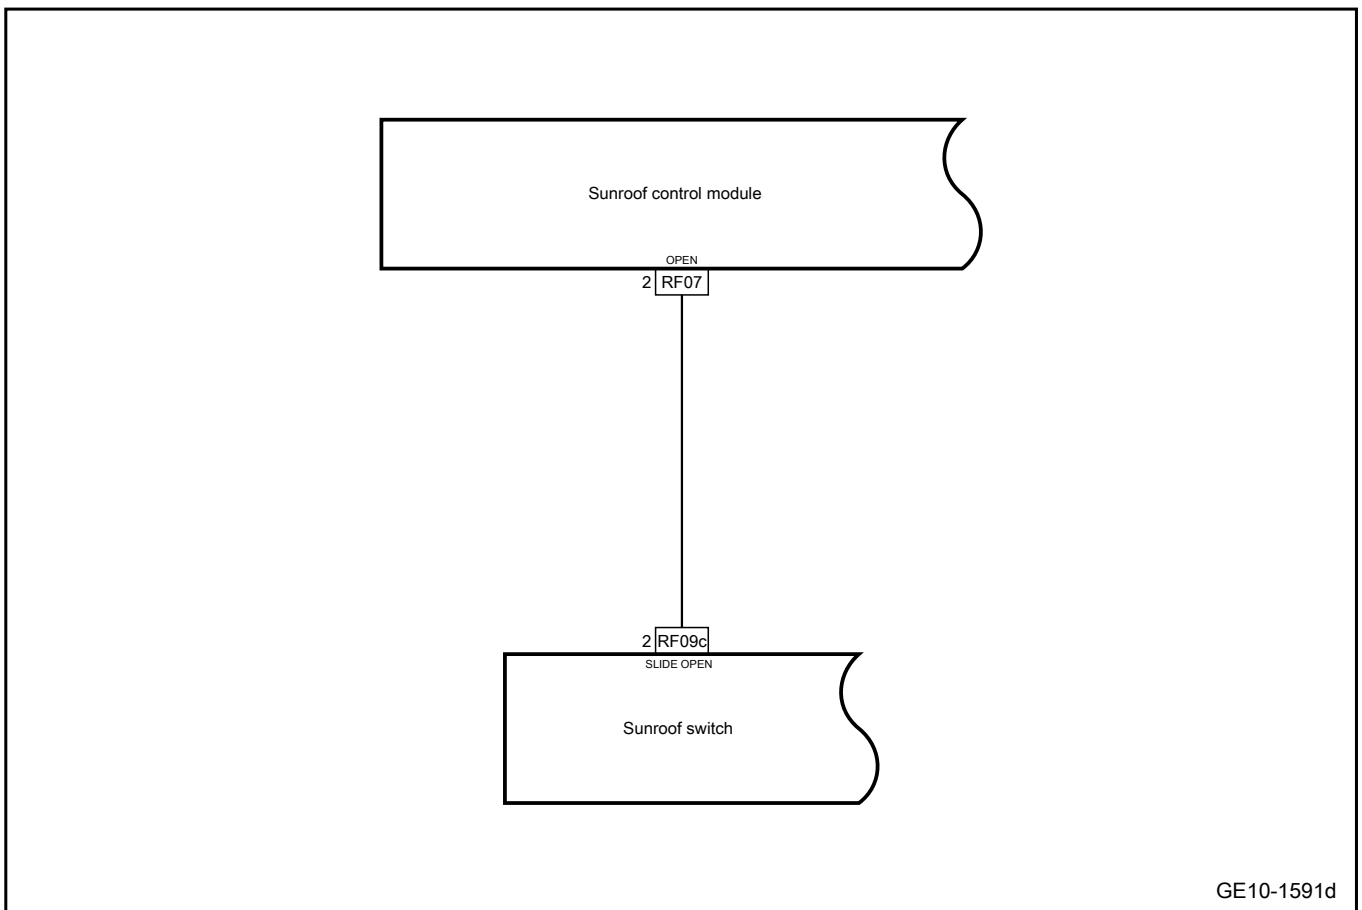 Sunroof control module
OPEN
2 RF07
2 RF09c
SLIDE OPEN
Sunroof switch
GE10-1591d